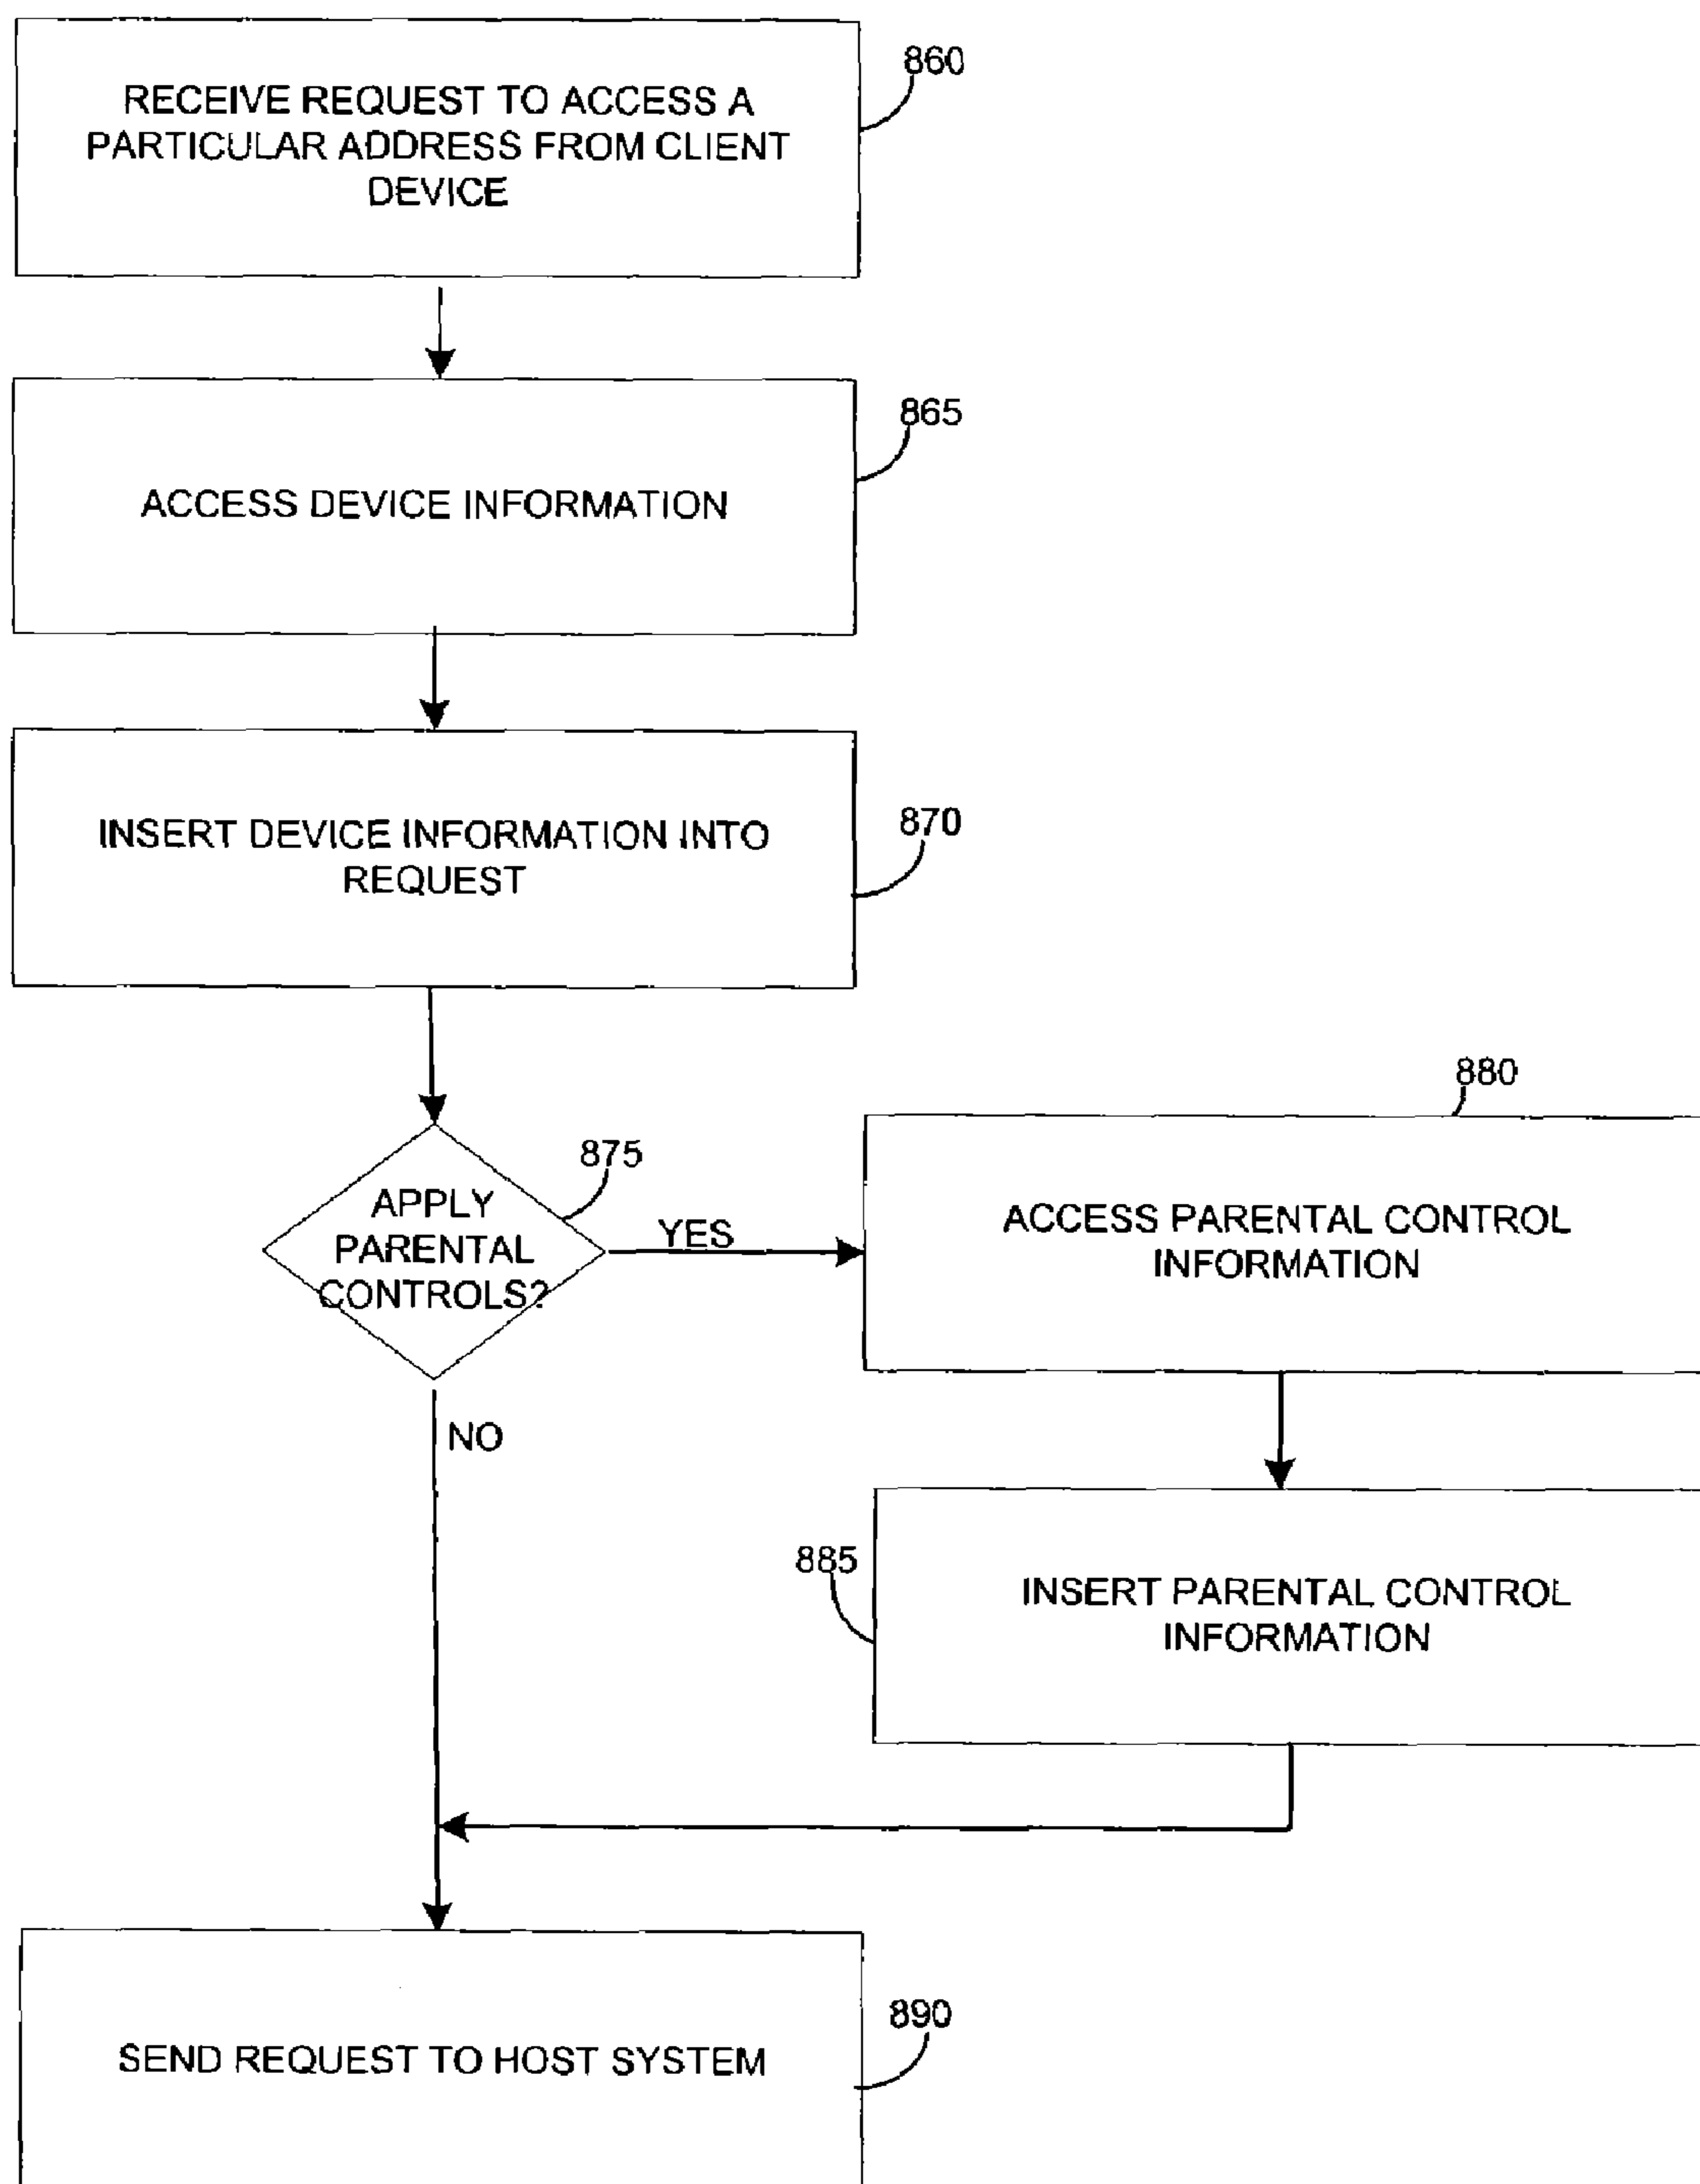 860
RECEIVE REQUEST TO ACCESS A
PARTICULAR ADDRESS FROM CLIENT
DEVICE
865
ACCESS DEVICE INFORMATION
870
INSERT DEVICE INFORMATION INTO
REQUEST
875
APPLY
PARENTAL
CONTROLS?
YES
NO
880
ACCESS PARENTAL CONTROL
INFORMATION
885
INSERT PARENTAL CONTROL
INFORMATION
890
SEND REQUEST TO HOST SYSTEM